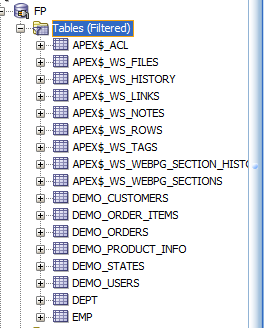 FP
Tables (Filtered)
APEX$_ACL
APEX$_WS_FILES
APEX$_WS_HISTORY
APEX$_WS_LINKS
APEX$_WS_NOTES
APEX$_WS_ROWS
APEX$_WS_TAGS
APEX$_WS_WEBPG_SECTION_HISTO
APEX$_WS_WEBPG_SECTIONS
DEMO_CUSTOMERS
DEMO_ORDER_ITEMS
DEMO_ORDERS
DEMO_PRODUCT_INFO
DEMO_STATES
DEMO_USERS
DEPT
EMP